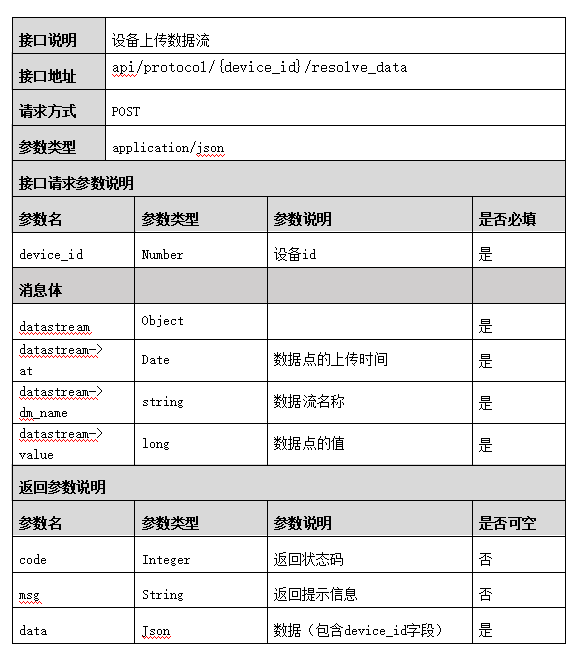 接口说明 设备上传数据流
接口地址 api/protocol/{device_id}/resolve_data
请求方式 POST
参数类型 application/json
接口请求参数说明
参数名 参数类型 参数说明 是否必填
device_id Number 设备id 是
消息体
datastream Object 是
datastream->
at Date 数据点的上传时间 是
datastream->
dm_name string 数据流名称 是
datastream->
value long 数据点的值 是
返回参数说明
参数名 参数类型 参数说明 是否可空
code Integer 返回状态码 否
msg String 返回提示信息 否
data Json 数据（包含device_id字段） 是